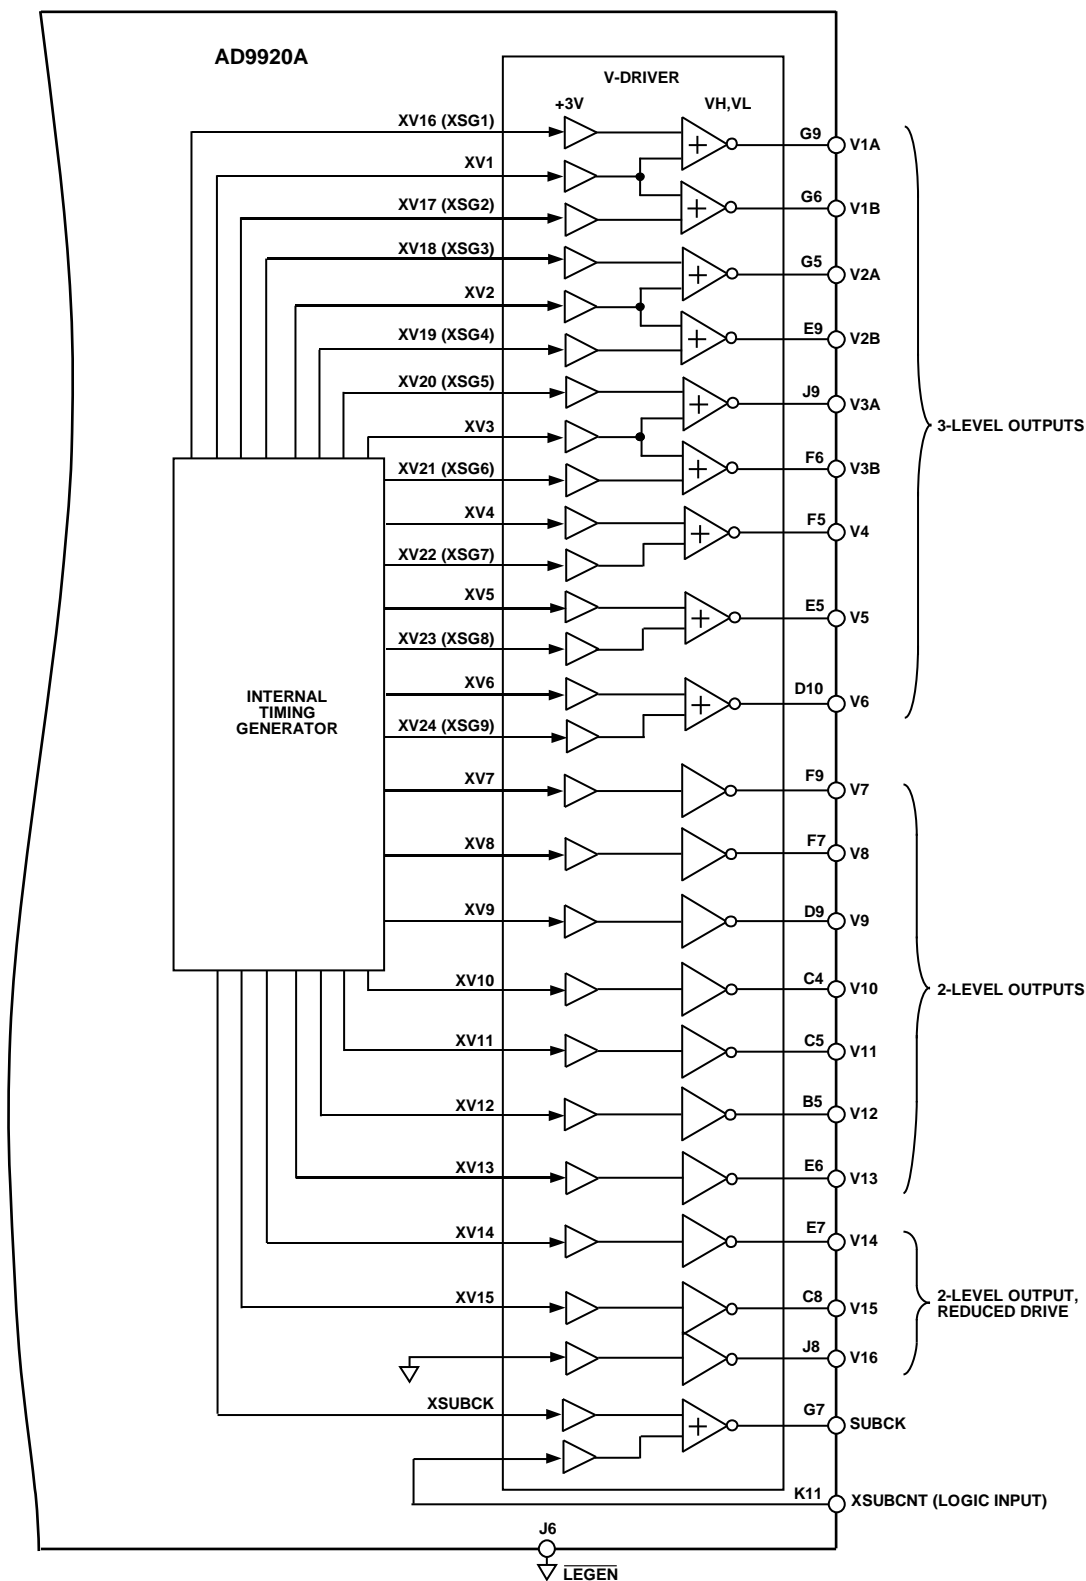 AD9920A
V-DRIVER
+3V
VH,VL
XV16 (XSG1)
G9
V1A
XV1
XV17 (XSG2)
G6
V1B
XV18 (XSG3)
G5
V2A
XV2
XV19 (XSG4)
E9
V2B
XV20 (XSG5)
J9
V3A
XV3
3-LEVEL OUTPUTS
XV21 (XSG6)
F6
V3B
XV4
F5
V4
XV22 (XSG7)
XV5
E5
V5
XV23 (XSG8)
XV6
D10
V6
XV24 (XSG9)
INTERNAL
TIMING
GENERATOR
XV7
F9
V7
XV8
F7
V8
XV9
D9
V9
XV10
C4
V10
2-LEVEL OUTPUTS
XV11
C5
V11
XV12
B5
V12
XV13
E6
V13
XV14
E7
V14
XV15
C8
V15
2-LEVEL OUTPUT,
REDUCED DRIVE
J8
V16
XSUBCK
G7
SUBCK
K11
XSUBCNT (LOGIC INPUT)
J6
LEGEN